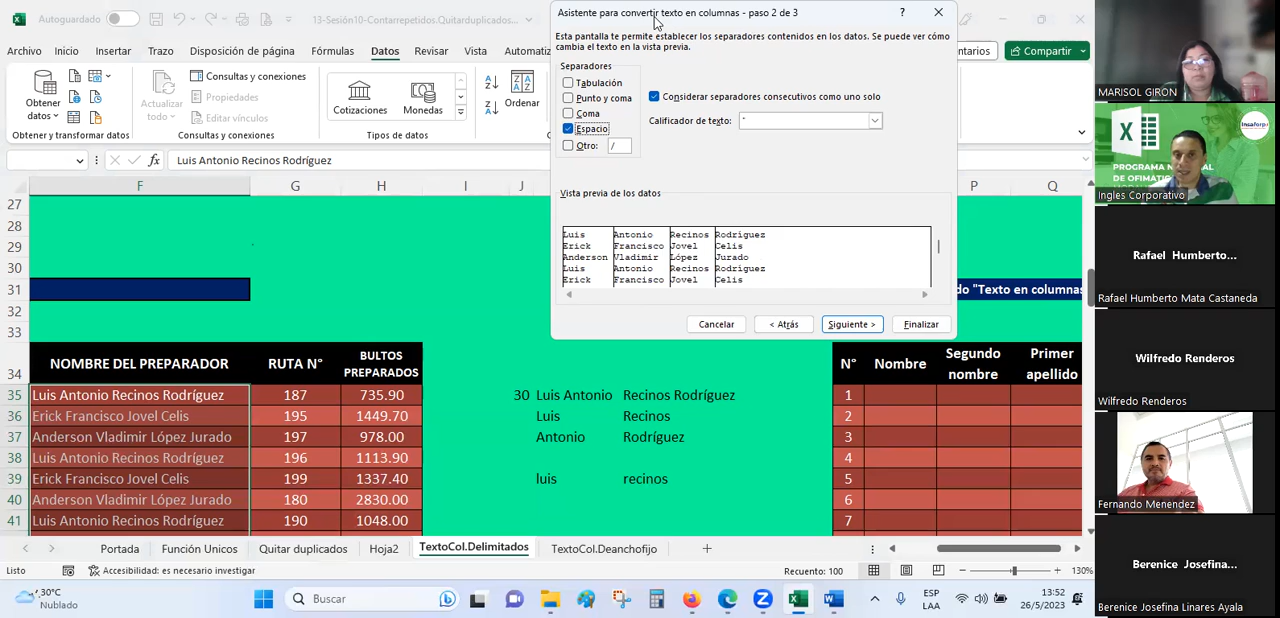 Autoguardado
13-Sesión10-Contarrepetidos.Quitarduplicados...
Archivo Inicio Insertar Trazo Disposición de página Fórmulas Datos Revisar Vista Automatiz
entarios Compartir
Obtener datos
Actualizar todo
Consultas y conexiones
Propiedades
Editar vínculos
Cotizaciones Monedas
Ordenar
Obtener y transformar datos Consultas y conexiones Tipos de datos
fx Luis Antonio Recinos Rodríguez
Asistente para convertir texto en columnas - paso 2 de 3 ?
Esta pantalla te permite establecer los separadores contenidos en los datos. Se puede ver cómo
cambia el texto en la vista previa.
Separadores
Tabulación
Punto y coma
Coma
Espacio
Otro: /
Considerar separadores consecutivos como uno solo
Calificador de texto: "
Vista previa de los datos
Luis Antonio Recinos Rodríguez
Erick Francisco Jovel Celis
Anderson Vladimir López Jurado
Luis Antonio Recinos Rodríguez
Erick Francisco Jovel Celis
Cancelar < Atrás Siguiente > Finalizar
F G H I J P Q
27
28
29
30
31 do "Texto en columnas
32
33
34 NOMBRE DEL PREPARADOR RUTA N° BULTOS PREPARADOS N° Nombre Segundo nombre Primer apellido
35 Luis Antonio Recinos Rodríguez 187 735.90 30 Luis Antonio Recinos Rodríguez 1
36 Erick Francisco Jovel Celis 195 1449.70 Luis Recinos 2
37 Anderson Vladimir López Jurado 197 978.00 Antonio Rodríguez 3
38 Luis Antonio Recinos Rodríguez 196 1113.90 4
39 Erick Francisco Jovel Celis 199 1337.40 luis recinos 5
40 Anderson Vladimir López Jurado 180 2830.00 6
41 Luis Antonio Recinos Rodríguez 190 1048.00 7
Portada Función Unicos Quitar duplicados Hoja2 TextoCol.Delimitados TextoCol.Deanchofijo
Listo Accesibilidad: es necesario investigar Recuento: 100 130%
30°C
Nublado
Buscar
ESP
LAA
13:52
26/5/2023
MARISOL GIRON
Insaforp
PROGRAMA NA
DE OFIMATIC
Ingles Corporativo
Rafael Humberto...
Rafael Humberto Mata Castaneda
Wilfredo Renderos
Wilfredo Renderos
Fernando Menendez
Berenice Josefina...
Berenice Josefina Linares Ayala